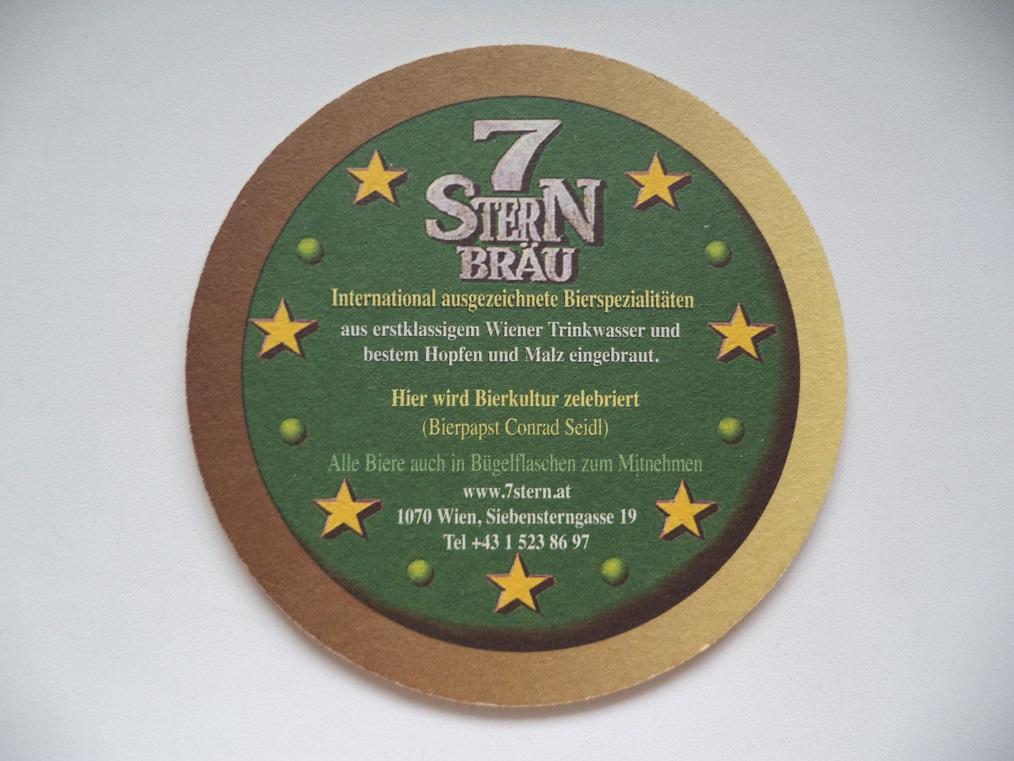 7
STERN
BRÄU
International ausgezeichnete Bierspezialitäten
aus erstklassigem Wiener Trinkwasser und
bestem Hopfen und Malz eingebraut.
Hier wird Bierkultur zelebriert
(Bierpapst Conrad Seidl)
Alle Biere auch in Bügelflaschen zum Mitnehmen
www.7stern.at
1070 Wien, Siebensterngasse 19
Tel +43 1 523 86 97